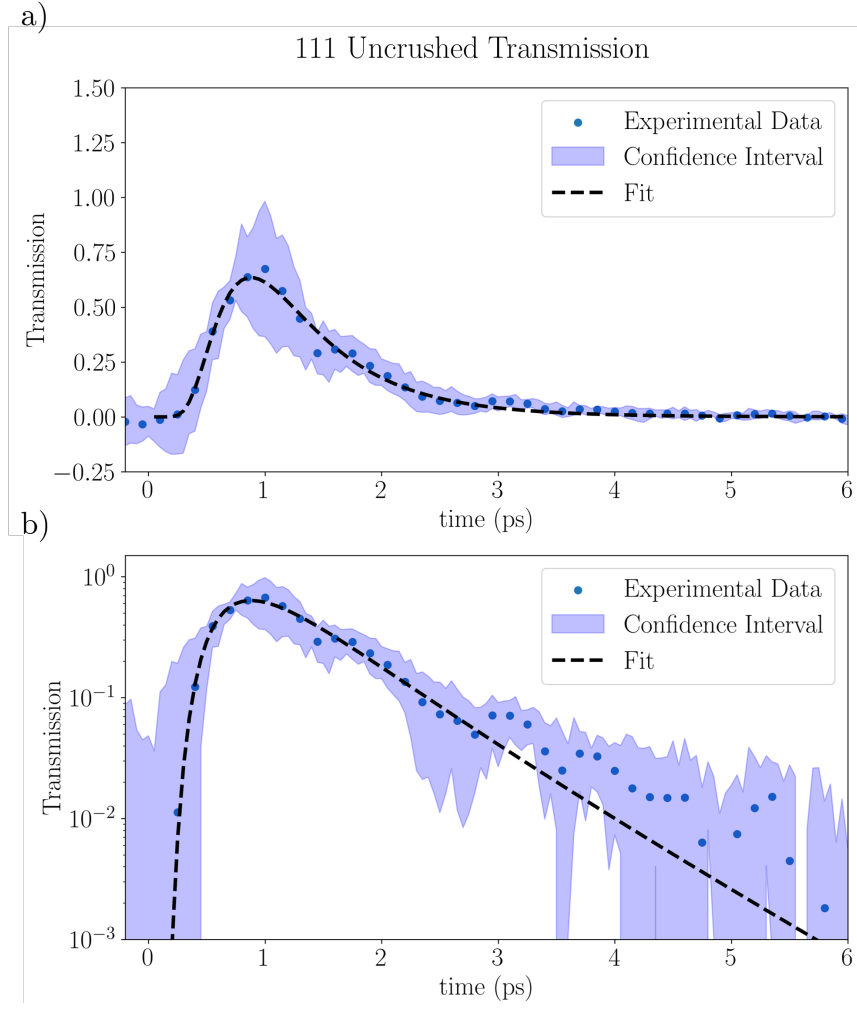 a)
111 Uncrushed Transmission
1.50
1.25
1.00
0.75
0.50
0.25
0.00
−0.25
Transmission
Experimental Data
Confidence Interval
Fit
0 1 2 3 4 5 6
time (ps)
b)
10⁰
10⁻¹
10⁻²
10⁻³
Transmission
Experimental Data
Confidence Interval
Fit
0 1 2 3 4 5 6
time (ps)